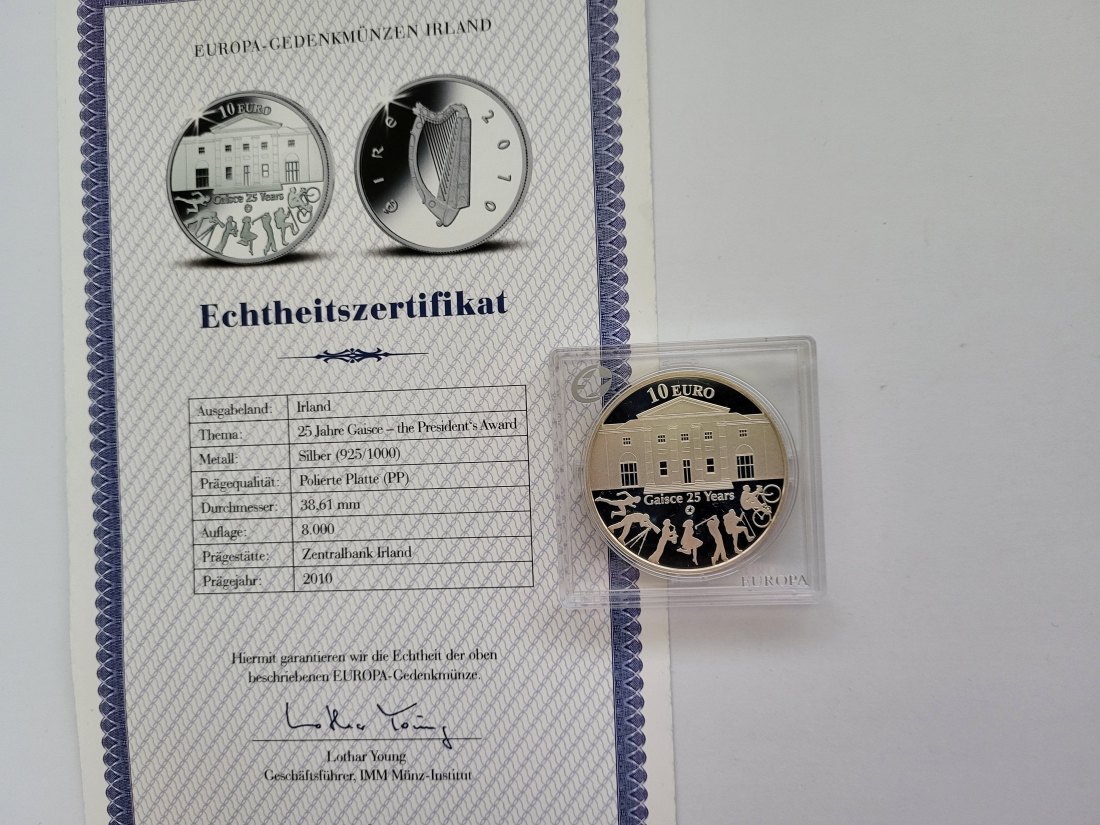 EUROPA-GEDENKMÜNZEN IRLAND
10 EURO
Gaisce 25 Years
éire 2010
Echtheitszertifikat
Ausgabeland: Irland
Thema: 25 Jahre Gaisce – the President's Award
Metall: Silber (925/1000)
Prägequalität: Polierte Platte (PP)
Durchmesser: 38,61 mm
Auflage: 8.000
Prägestätte: Zentralbank Irland
Prägejahr: 2010
Hiermit garantieren wir die Echtheit der oben
beschriebenen EUROPA-Gedenkmünze.
Lothar Young
Lothar Young
Geschäftsführer, IMM Münz-Institut
10 EURO
Gaisce 25 Years
EUROPA